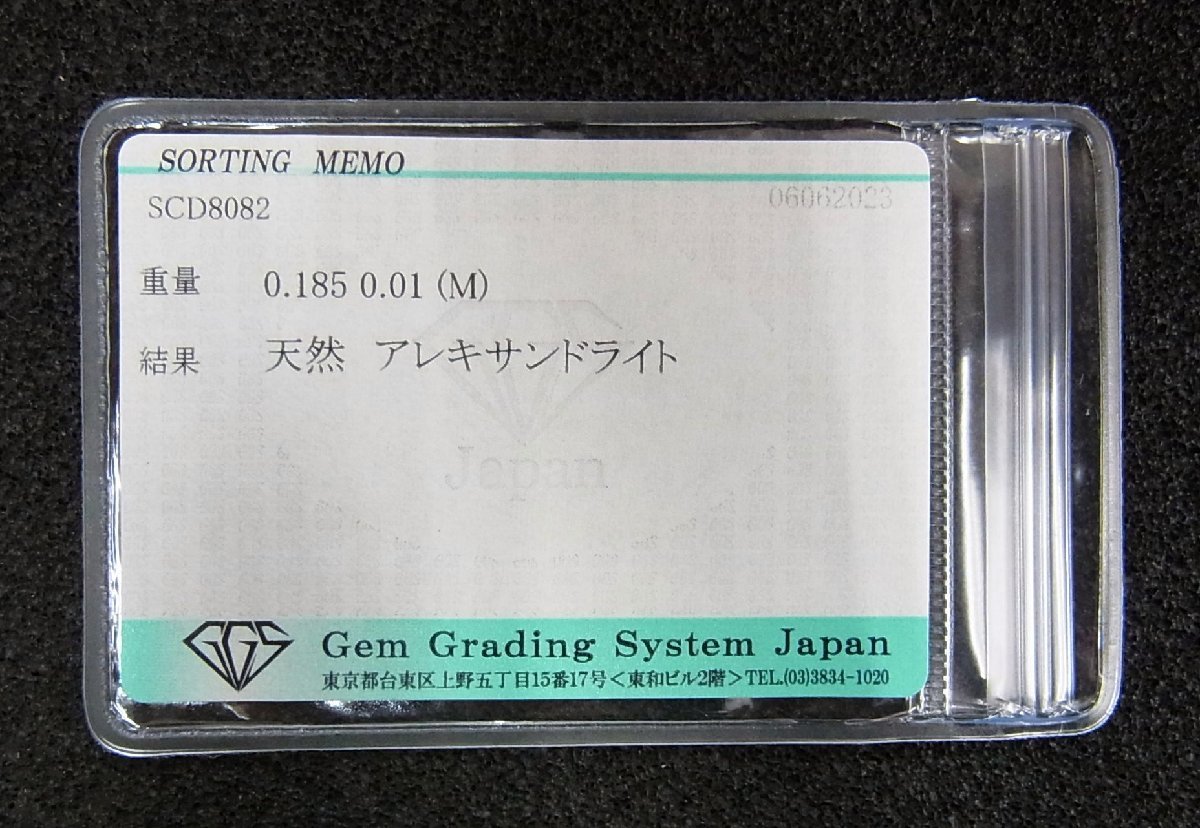 SORTING MEMO
SCD8082
06062023
重量 0.185 0.01 (M)
結果 天然 アレキサンドライト
Japan
GGS Gem Grading System Japan
東京都台東区上野五丁目15番17号<東和ビル2階>TEL.(03)3834-1020